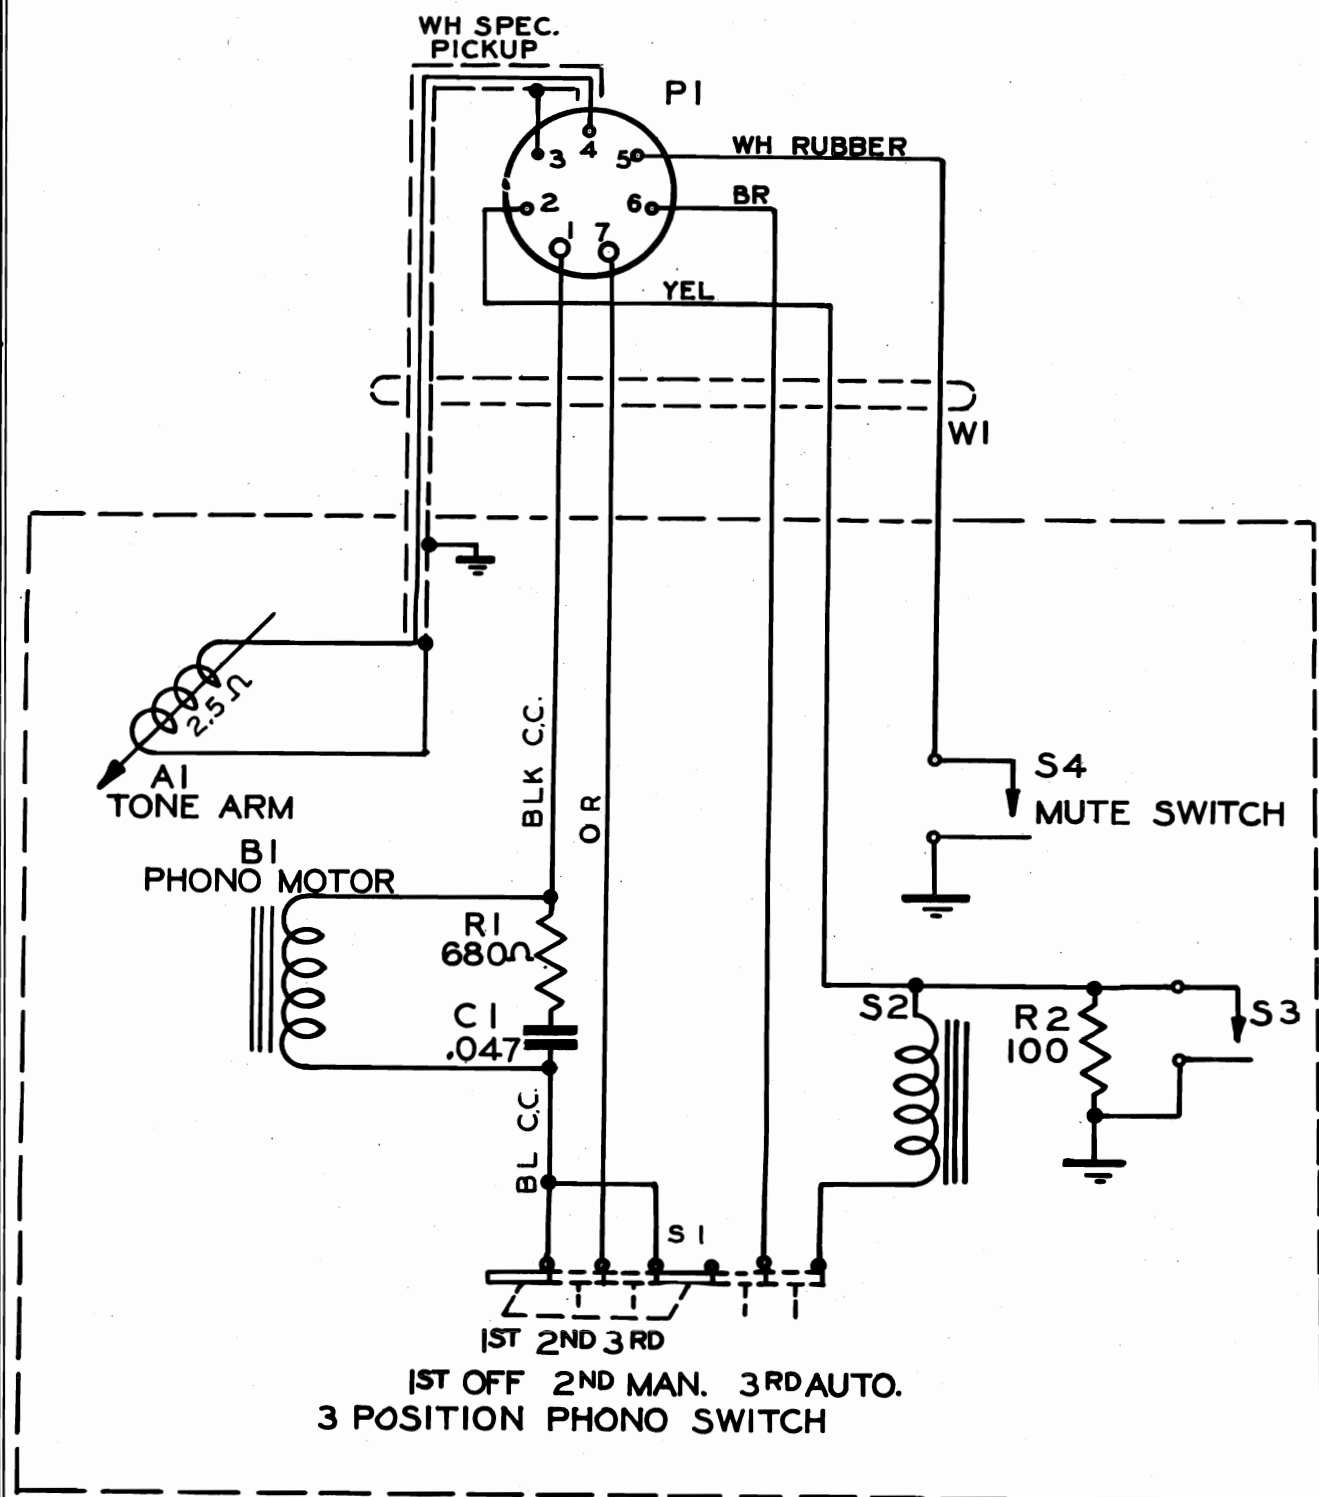 WH SPEC.
PICKUP
P1
3
4
5
WH RUBBER
2
6
BR
1
7
YEL
W1
2.5Ω
A1
TONE ARM
BLK C.C.
OR
S4
MUTE SWITCH
B1
PHONO MOTOR
R1
680Ω
C1
.047
S2
R2
100
S3
BL C.C.
S1
1ST 2ND 3RD
1ST OFF 2ND MAN. 3RD AUTO.
3 POSITION PHONO SWITCH